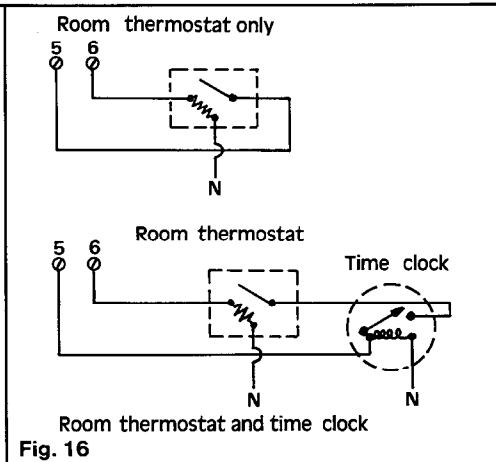 Room thermostat only
5 6
N
Room thermostat
5 6
Time clock
N N
Room thermostat and time clock
Fig. 16